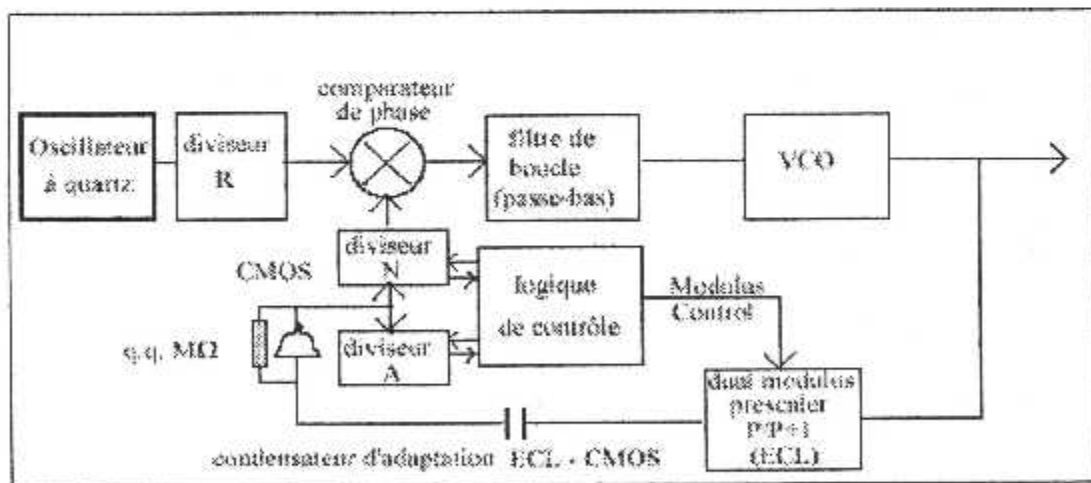 comparateur
de phase
Oscillateur
à quartz
diviseur
R
filtre de
boucle
(passe-bas)
VCO
diviseur
N
CMOS
logique
de contrôle
Modulus
Control
q.q. MΩ
diviseur
A
dual modulus
prescaler
P/P+1
(ECL)
condensateur d'adaptation ECL - CMOS